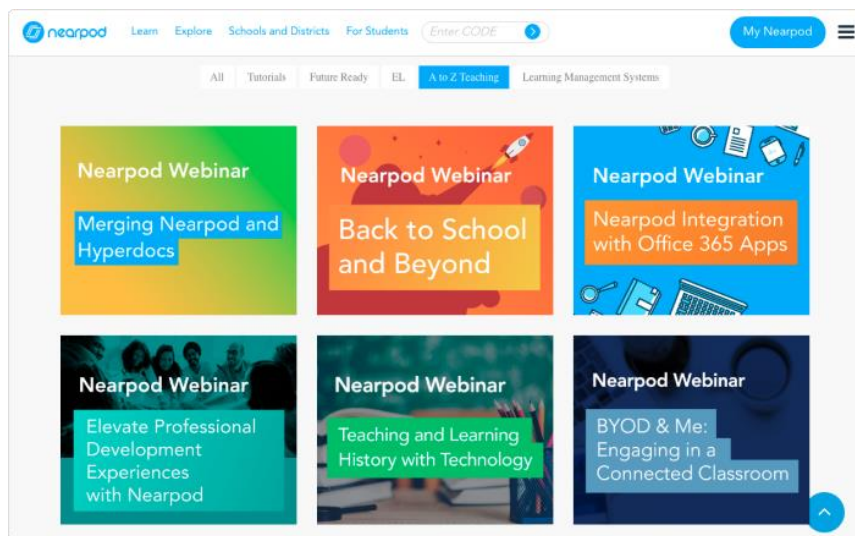 nearpod Learn Explore Schools and Districts For Students Enter CODE My Nearpod
All Tutorials Future Ready EL A to Z Teaching Learning Management Systems
Nearpod Webinar
Merging Nearpod and
Hyperdocs
Nearpod Webinar
Back to School
and Beyond
Nearpod Webinar
Nearpod Integration
with Office 365 Apps
Nearpod Webinar
Elevate Professional
Development
Experiences
with Nearpod
Nearpod Webinar
Teaching and Learning
History with Technology
Nearpod Webinar
BYOD & Me:
Engaging in a
Connected Classroom